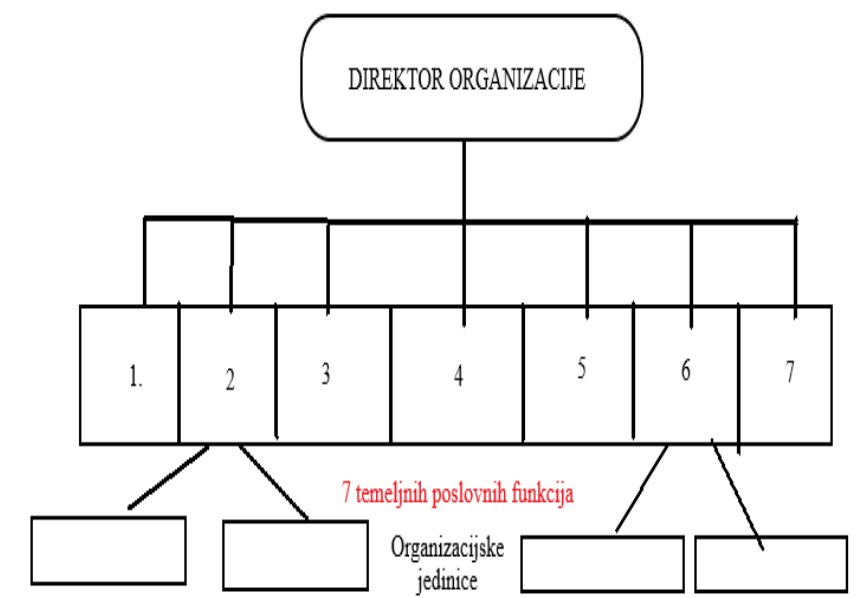 DIREKTOR ORGANIZACIJE
1.
2
3
4
5
6
7
7 temeljnih poslovnih funkcija
Organizacijske
jedinice